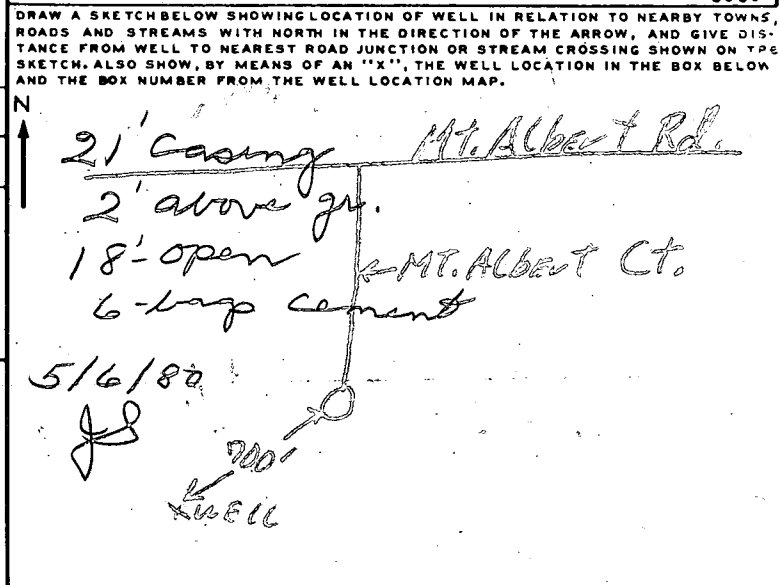 DRAW A SKETCH BELOW SHOWING LOCATION OF WELL IN RELATION TO NEARBY TOWNS,
ROADS AND STREAMS WITH NORTH IN THE DIRECTION OF THE ARROW, AND GIVE DIS-
TANCE FROM WELL TO NEAREST ROAD JUNCTION OR STREAM CROSSING SHOWN ON THE
SKETCH. ALSO SHOW, BY MEANS OF AN "X", THE WELL LOCATION IN THE BOX BELOW
AND THE BOX NUMBER FROM THE WELL LOCATION MAP.
N
21' Casing
Mt. Albert Rd.
2' above gr.
18'-open
MT. Albert Ct.
6-bags cement
5/6/80
JS
700'
X WELL